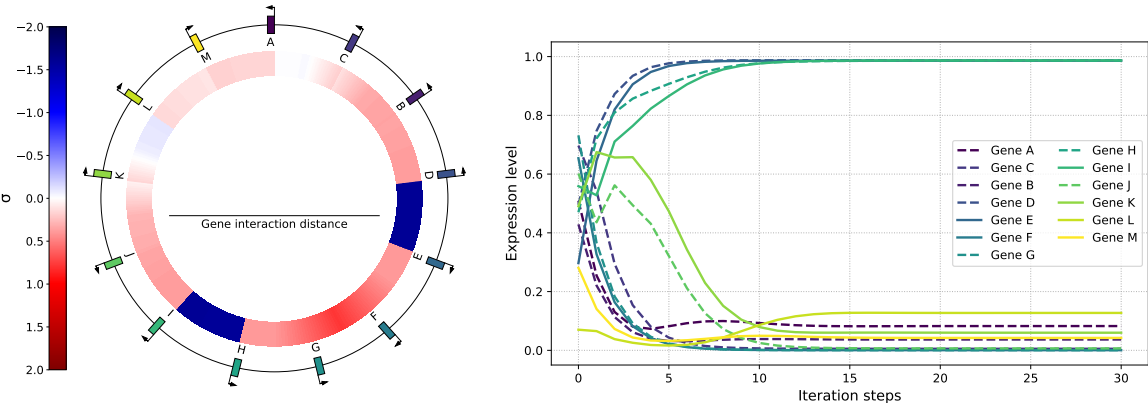 −2.0
−1.5
−1.0
−0.5
0.0
0.5
1.0
1.5
2.0
σ
A
C
B
D
E
F
G
H
I
J
K
L
M
Gene interaction distance
Expression level
1.0
0.8
0.6
0.4
0.2
0.0
0
5
10
15
20
25
30
Iteration steps
Gene A
Gene C
Gene B
Gene D
Gene E
Gene F
Gene G
Gene H
Gene I
Gene J
Gene K
Gene L
Gene M